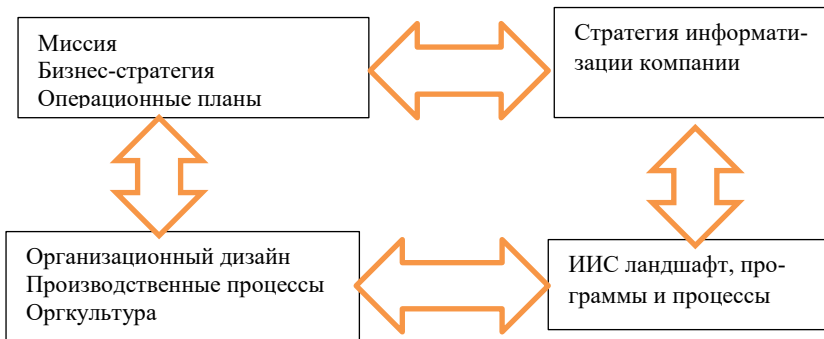 Миссия
Бизнес-стратегия
Операционные планы
Стратегия информати-
зации компании
Организационный дизайн
Производственные процессы
Оргкультура
ИИС ландшафт, про-
граммы и процессы